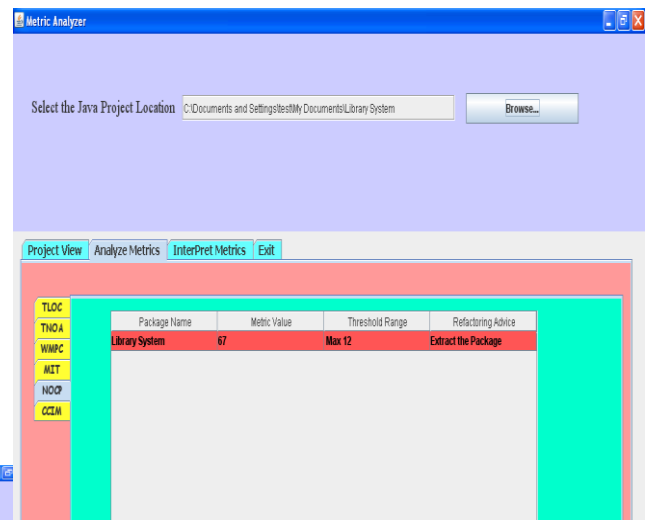 Metric Analyzer
Select the Java Project Location C:\Documents and Settings\test\My Documents\Library System Browse...
Project View Analyze Metrics InterPret Metrics Exit
TLOC
TNOA
WMPC
MIT
NOCP
CCIM
Package Name Metric Value Threshold Range Refactoring Advice
Library System 67 Max 12 Extract the Package